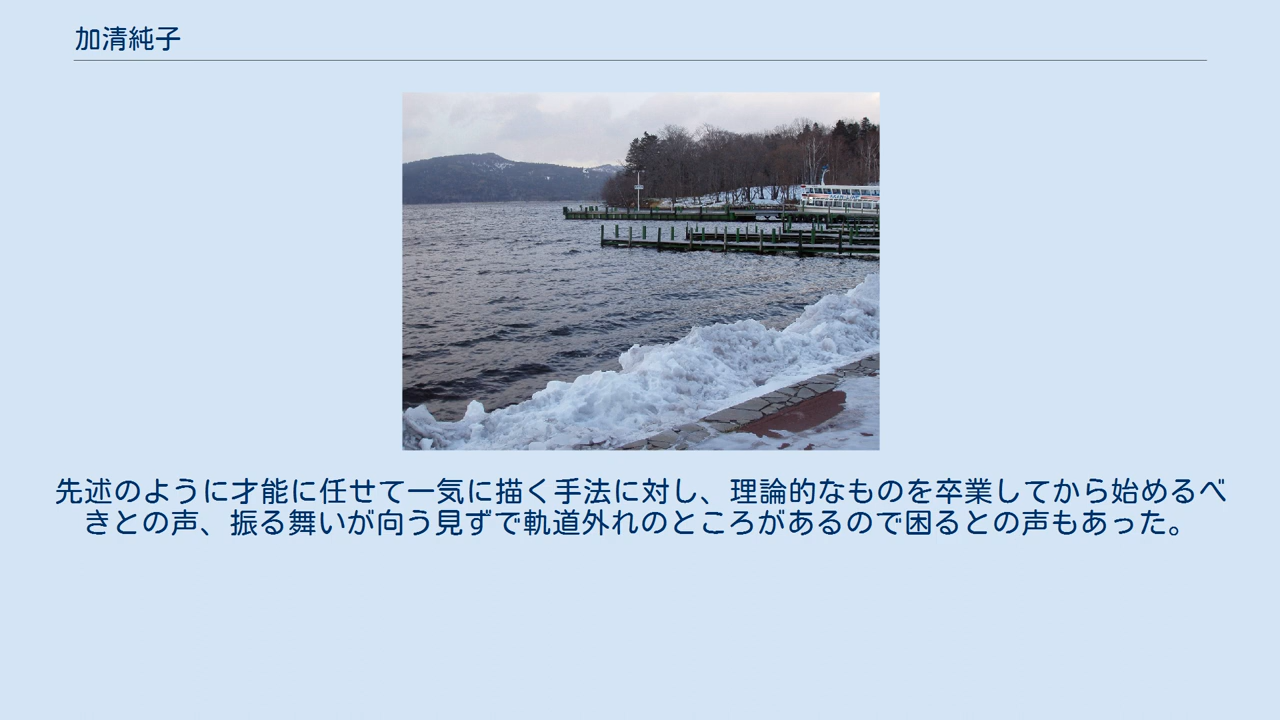 加清純子
先述のように才能に任せて一気に描く手法に対し、理論的なものを卒業してから始めるべ
きとの声、振る舞いが向う見ずで軌道外れのところがあるので困るとの声もあった。